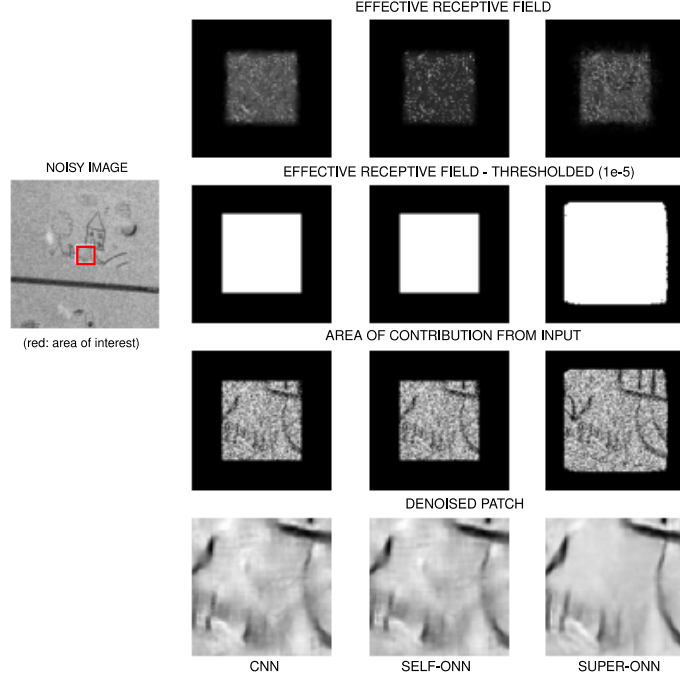 EFFECTIVE RECEPTIVE FIELD
NOISY IMAGE
EFFECTIVE RECEPTIVE FIELD - THRESHOLDED (1e-5)
(red: area of interest)
AREA OF CONTRIBUTION FROM INPUT
DENOISED PATCH
CNN
SELF-ONN
SUPER-ONN